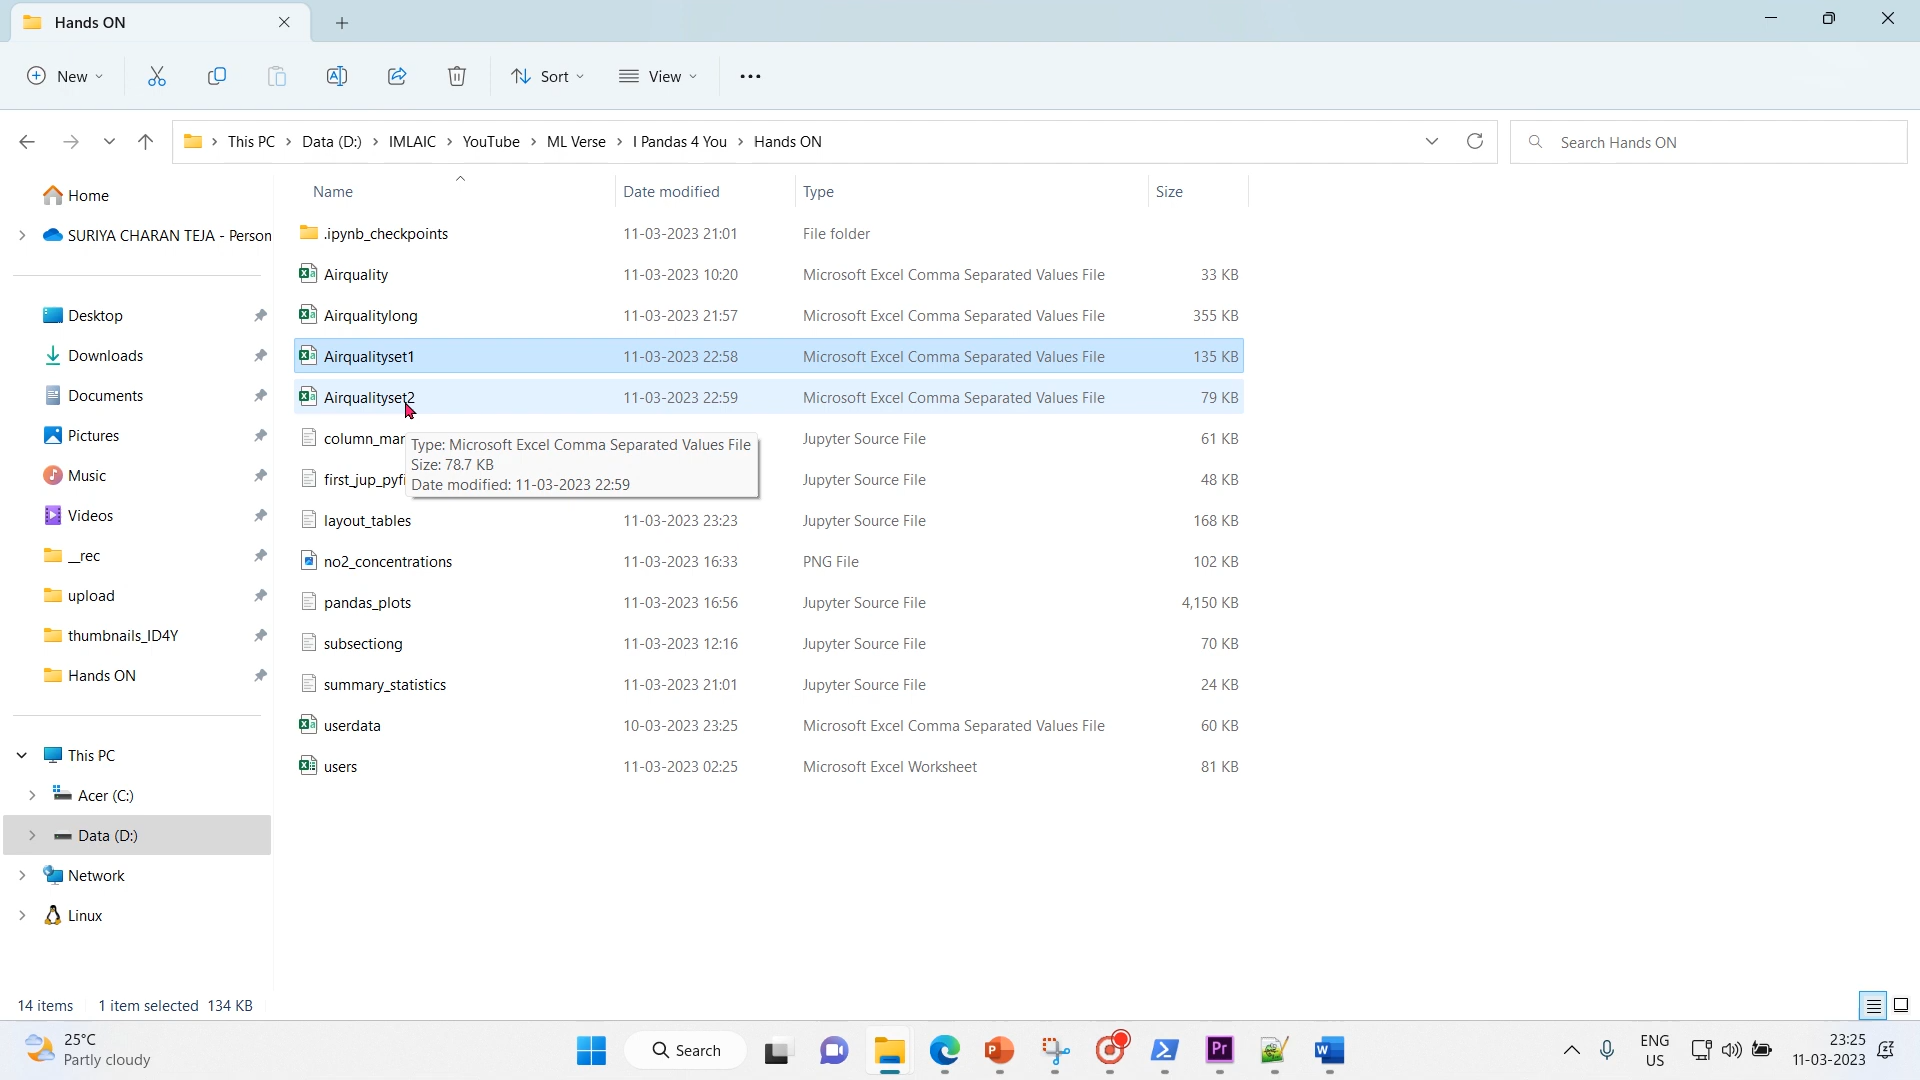 Hands ON
New
Sort
View
This PC > Data (D:) > IMLAIC > YouTube > ML Verse > I Pandas 4 You > Hands ON
Search Hands ON
Name Date modified Type Size
Home
SURIYA CHARAN TEJA - Person
Desktop
Downloads
Documents
Pictures
Music
Videos
__rec
upload
thumbnails_ID4Y
Hands ON
This PC
Acer (C:)
Data (D:)
Network
Linux
.ipynb_checkpoints 11-03-2023 21:01 File folder
Airquality 11-03-2023 10:20 Microsoft Excel Comma Separated Values File 33 KB
Airqualitylong 11-03-2023 21:57 Microsoft Excel Comma Separated Values File 355 KB
Airqualityset1 11-03-2023 22:58 Microsoft Excel Comma Separated Values File 135 KB
Airqualityset2 11-03-2023 22:59 Microsoft Excel Comma Separated Values File 79 KB
column_mar Jupyter Source File 61 KB
first_jup_pyfi Jupyter Source File 48 KB
Type: Microsoft Excel Comma Separated Values File
Size: 78.7 KB
Date modified: 11-03-2023 22:59
layout_tables 11-03-2023 23:23 Jupyter Source File 168 KB
no2_concentrations 11-03-2023 16:33 PNG File 102 KB
pandas_plots 11-03-2023 16:56 Jupyter Source File 4,150 KB
subsectiong 11-03-2023 12:16 Jupyter Source File 70 KB
summary_statistics 11-03-2023 21:01 Jupyter Source File 24 KB
userdata 10-03-2023 23:25 Microsoft Excel Comma Separated Values File 60 KB
users 11-03-2023 02:25 Microsoft Excel Worksheet 81 KB
14 items 1 item selected 134 KB
25°C
Partly cloudy
Search
Pr
ENG
US
23:25
11-03-2023